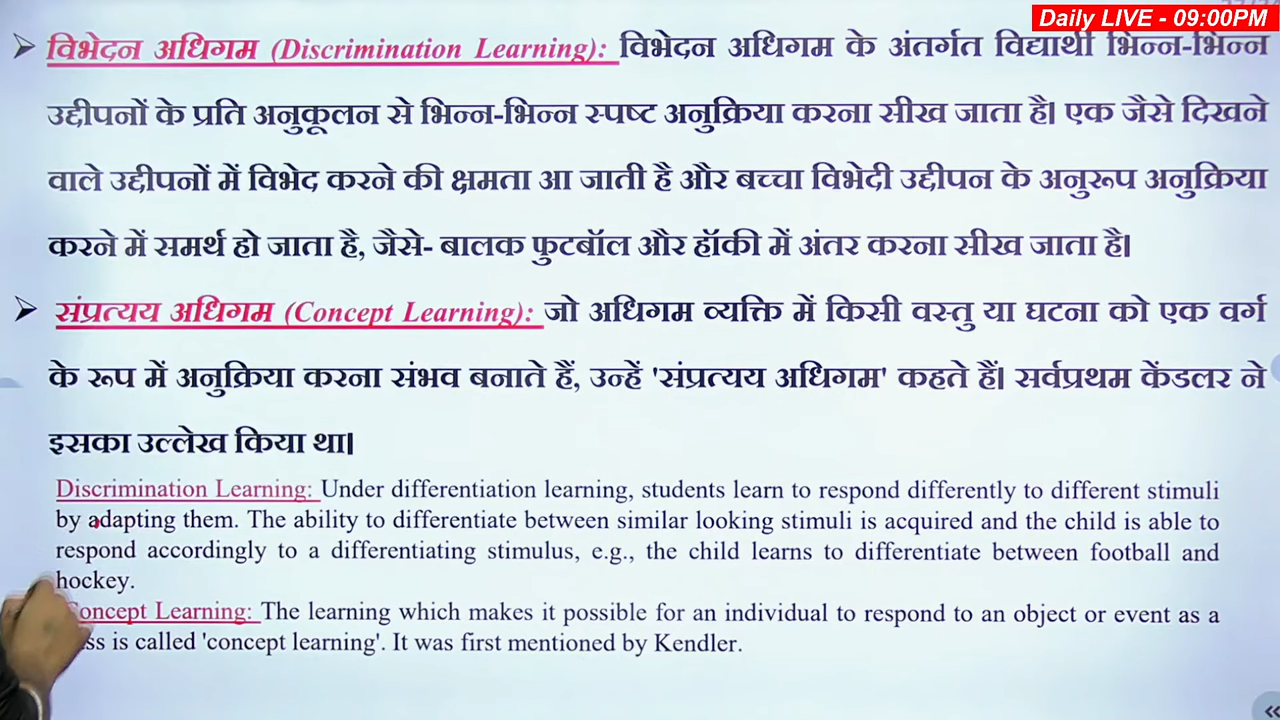 Daily LIVE - 09:00PM
➢ विभेदन अधिगम (Discrimination Learning): विभेदन अधिगम के अंतर्गत विद्यार्थी भिन्न-भिन्न
उद्दीपनों के प्रति अनुकूलन से भिन्न-भिन्न स्पष्ट अनुक्रिया करना सीख जाता है। एक जैसे दिखने
वाले उद्दीपनों में विभेद करने की क्षमता आ जाती है और बच्चा विभेदी उद्दीपन के अनुरूप अनुक्रिया
करने में समर्थ हो जाता है, जैसे- बालक फुटबॉल और हॉकी में अंतर करना सीख जाता है।
➢ संप्रत्यय अधिगम (Concept Learning): जो अधिगम व्यक्ति में किसी वस्तु या घटना को एक वर्ग
के रूप में अनुक्रिया करना संभव बनाते हैं, उन्हें 'संप्रत्यय अधिगम' कहते हैं। सर्वप्रथम केंडलर ने
इसका उल्लेख किया था।
Discrimination Learning: Under differentiation learning, students learn to respond differently to different stimuli
by adapting them. The ability to differentiate between similar looking stimuli is acquired and the child is able to
respond accordingly to a differentiating stimulus, e.g., the child learns to differentiate between football and
hockey.
Concept Learning: The learning which makes it possible for an individual to respond to an object or event as a
is called 'concept learning'. It was first mentioned by Kendler.